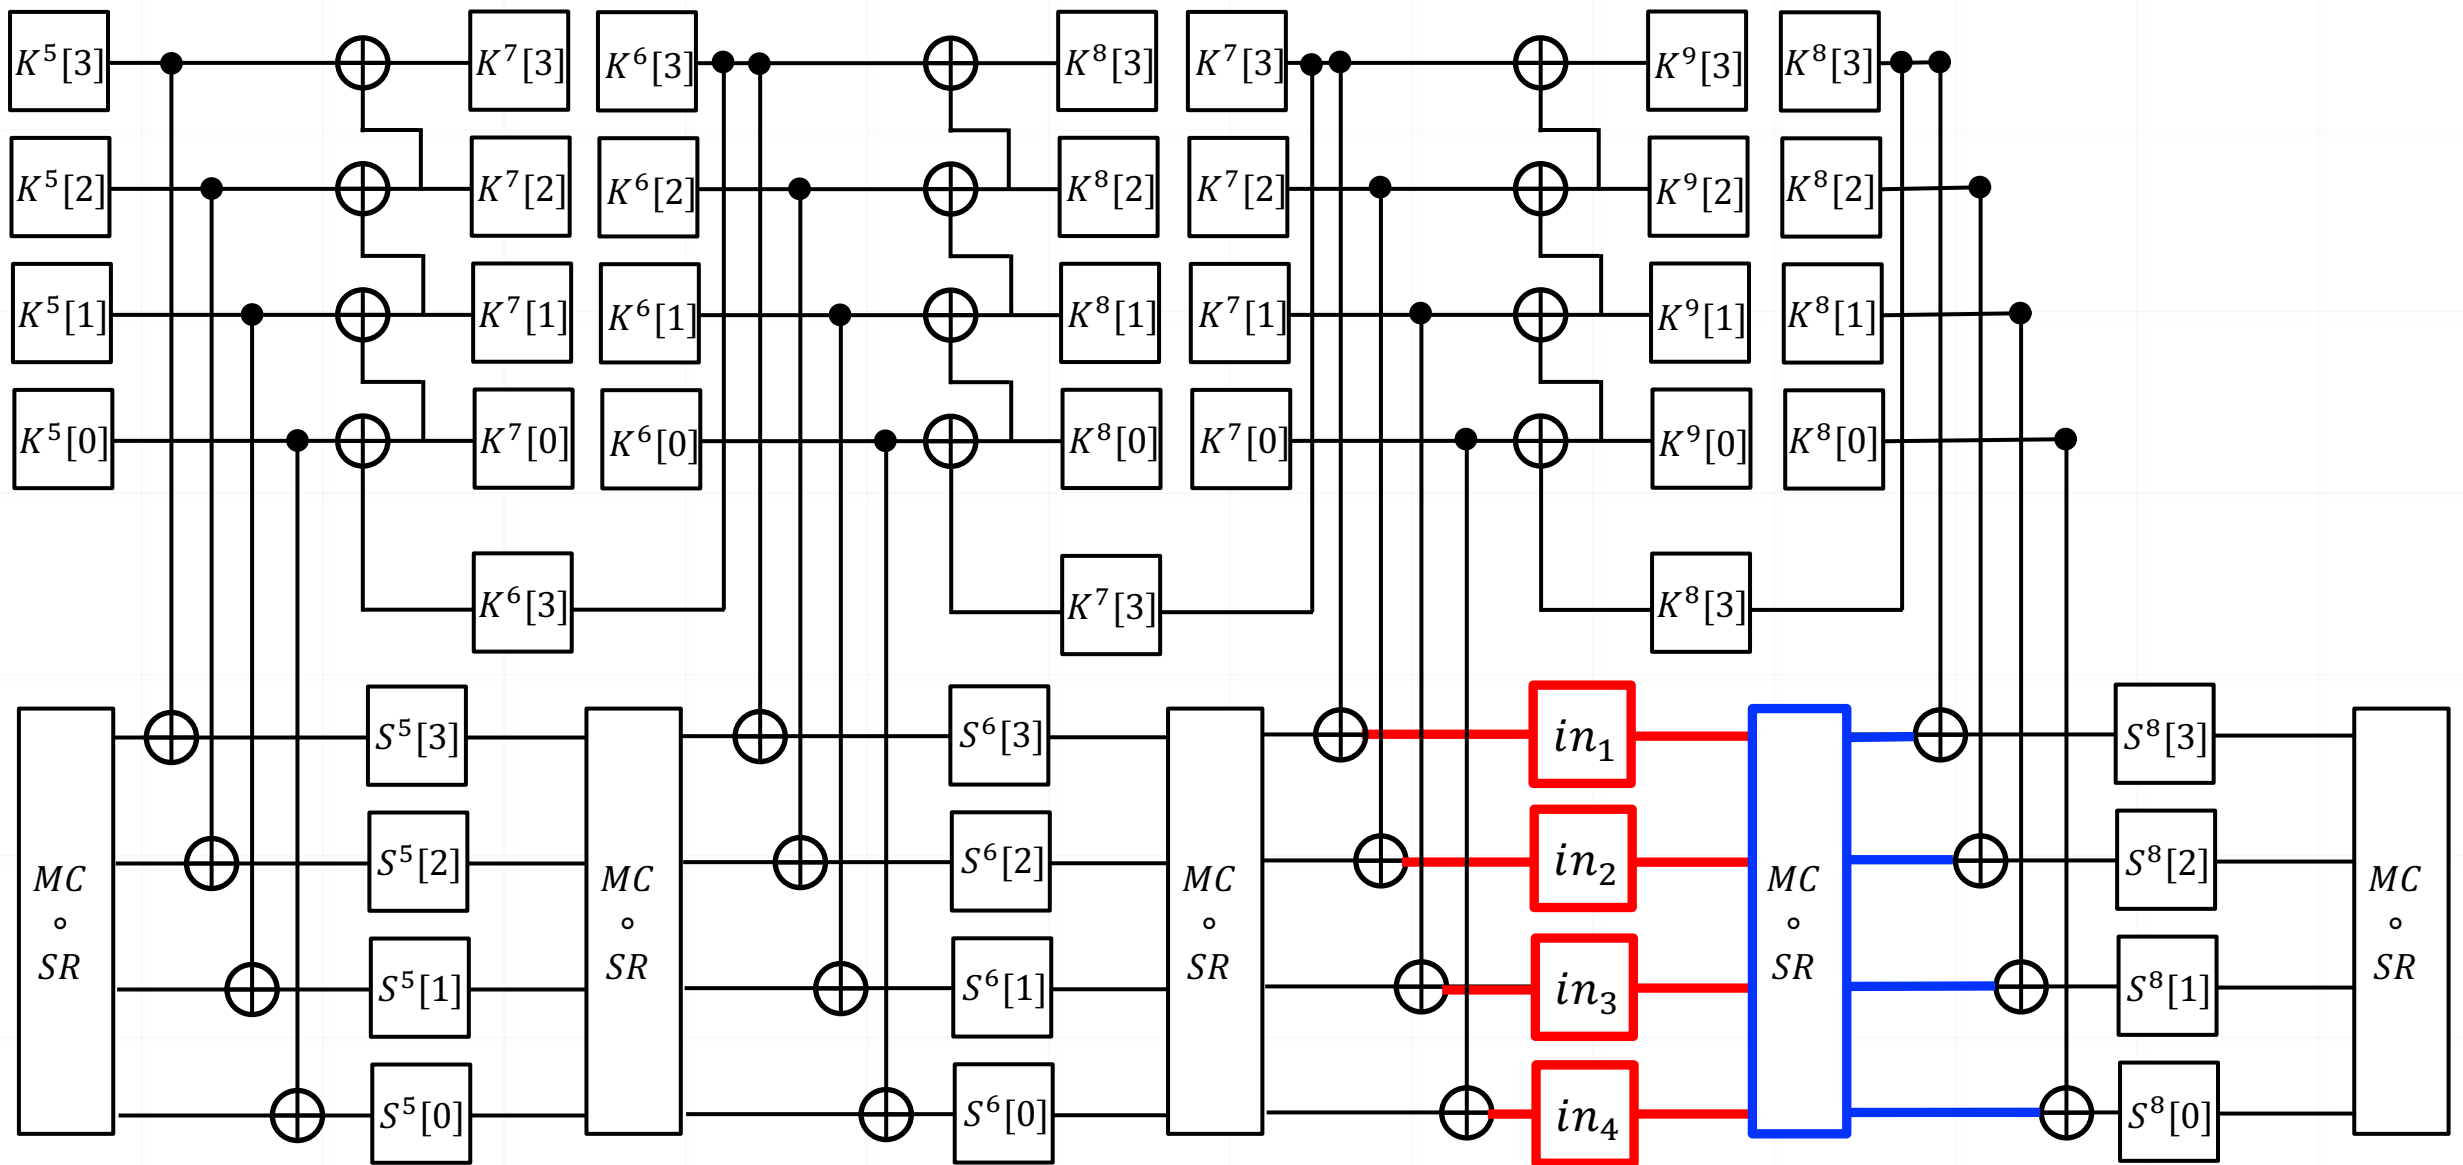 K⁵[3] K⁷[3] K⁶[3] K⁸[3] K⁷[3] K⁹[3] K⁸[3]
K⁵[2] K⁷[2] K⁶[2] K⁸[2] K⁷[2] K⁹[2] K⁸[2]
K⁵[1] K⁷[1] K⁶[1] K⁸[1] K⁷[1] K⁹[1] K⁸[1]
K⁵[0] K⁷[0] K⁶[0] K⁸[0] K⁷[0] K⁹[0] K⁸[0]
K⁶[3] K⁷[3] K⁸[3]
S⁵[3] S⁶[3] in₁ S⁸[3]
S⁵[2] S⁶[2] in₂ S⁸[2]
MC MC MC MC MC
∘ ∘ ∘ ∘ ∘
SR SR SR SR SR
S⁵[1] S⁶[1] in₃ S⁸[1]
S⁵[0] S⁶[0] in₄ S⁸[0]